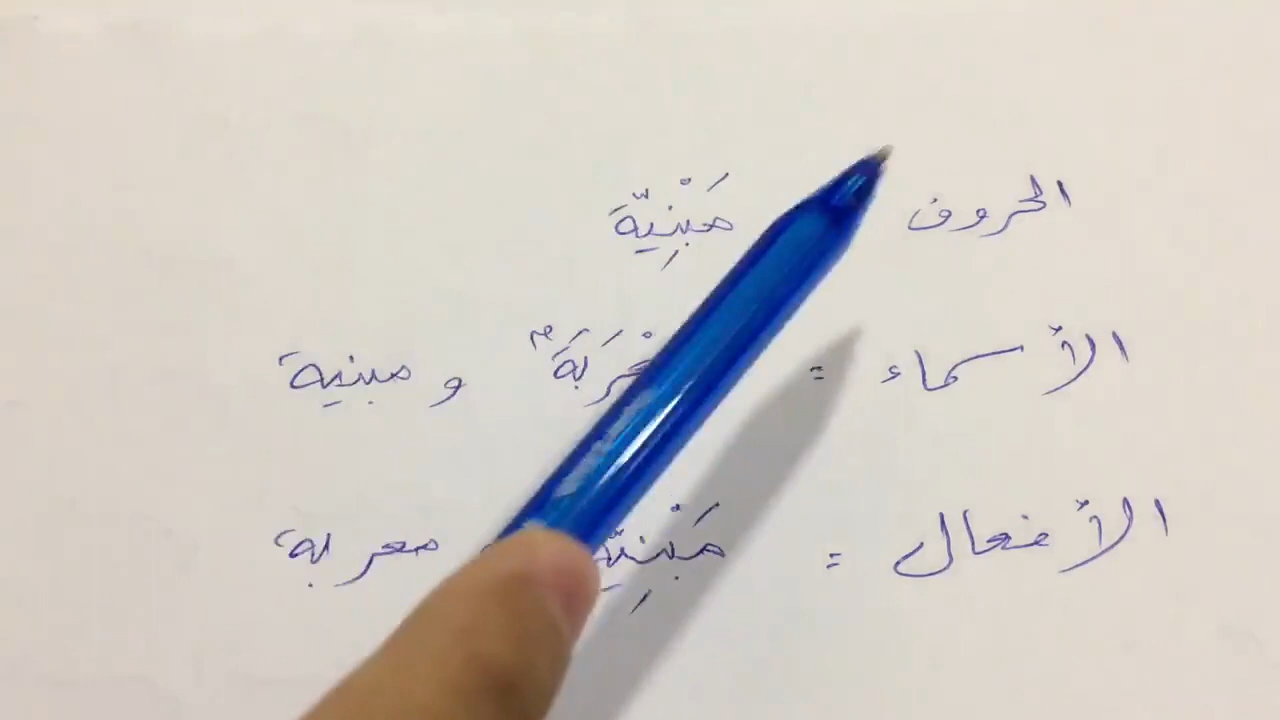 الحروف مَبْنِيَّة
الأسماء = و مبنية
الأفعال = مَبْنِيَّة معربة